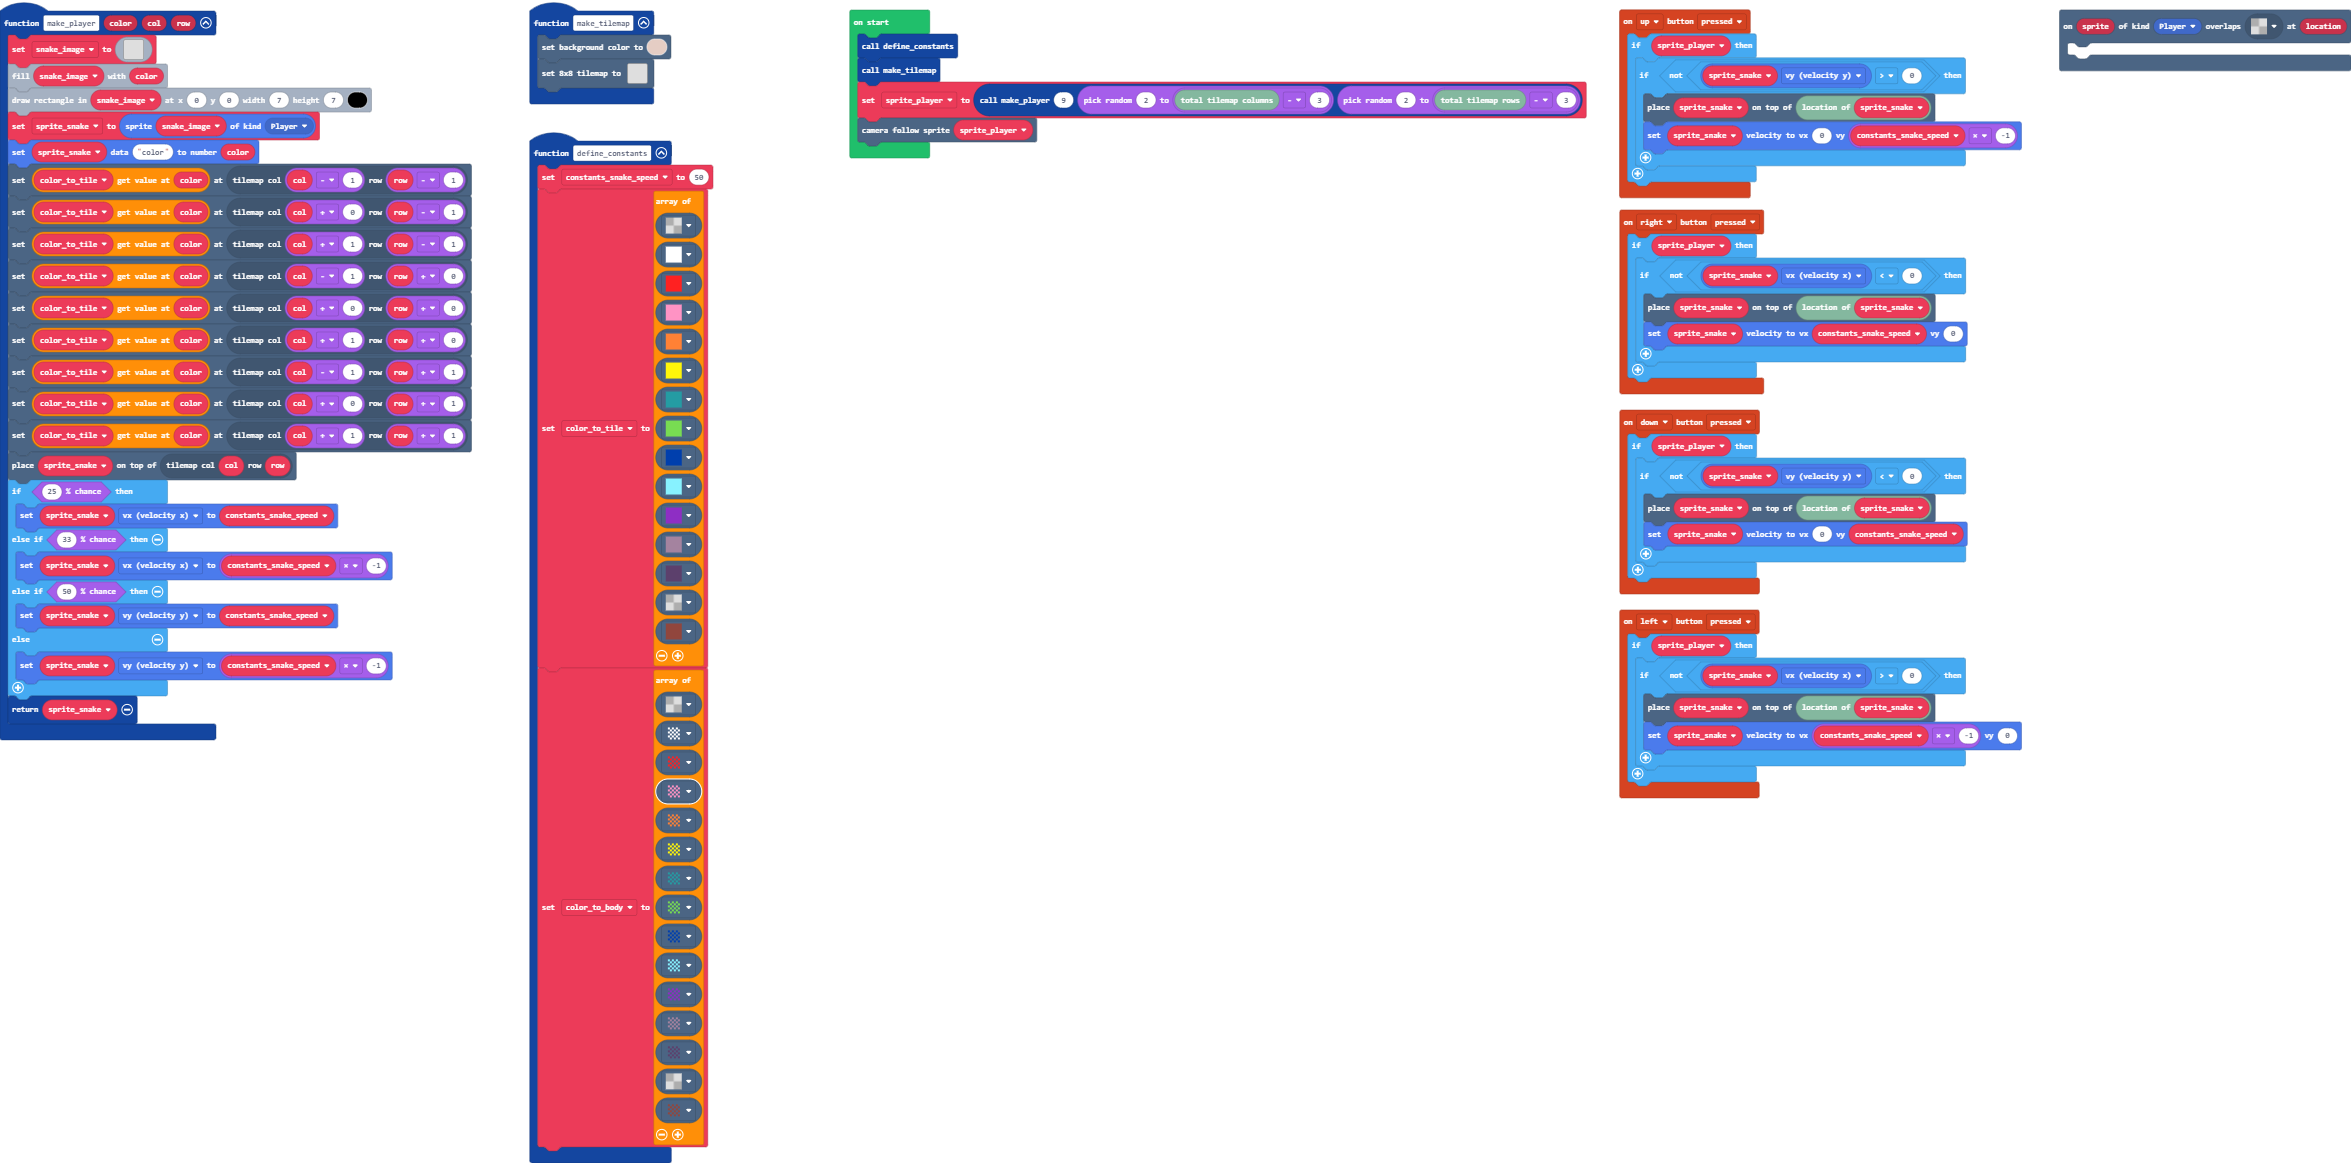 function make_player color col row
set snake_image to
fill snake_image with color
draw rectangle in snake_image at x 0 y 0 width 7 height 7
set sprite_snake to sprite snake_image of kind Player
set sprite_snake data "color" to number color
set color_to_tile get value at color at tilemap col col - 1 row row - 1
set color_to_tile get value at color at tilemap col col + 0 row row - 1
set color_to_tile get value at color at tilemap col col + 1 row row - 1
set color_to_tile get value at color at tilemap col col - 1 row row + 0
set color_to_tile get value at color at tilemap col col + 0 row row + 0
set color_to_tile get value at color at tilemap col col + 1 row row + 0
set color_to_tile get value at color at tilemap col col - 1 row row + 1
set color_to_tile get value at color at tilemap col col + 0 row row + 1
set color_to_tile get value at color at tilemap col col + 1 row row + 1
place sprite_snake on top of tilemap col col row row
if 25 % chance then
set sprite_snake vx (velocity x) to constants_snake_speed
else if 33 % chance then
set sprite_snake vx (velocity x) to constants_snake_speed × -1
else if 50 % chance then
set sprite_snake vy (velocity y) to constants_snake_speed
else
set sprite_snake vy (velocity y) to constants_snake_speed × -1
return sprite_snake
function make_tilemap
set background color to
set 8x8 tilemap to
function define_constants
set constants_snake_speed to 50
array of
set color_to_tile to
array of
set color_to_body to
on start
call define_constants
call make_tilemap
set sprite_player to call make_player 9 pick random 2 to total tilemap columns - 3 pick random 2 to total tilemap rows - 3
camera follow sprite sprite_player
on up button pressed
if sprite_player then
if not sprite_snake vy (velocity y) > 0 then
place sprite_snake on top of location of sprite_snake
set sprite_snake velocity to vx 0 vy constants_snake_speed × -1
on right button pressed
if sprite_player then
if not sprite_snake vx (velocity x) < 0 then
place sprite_snake on top of location of sprite_snake
set sprite_snake velocity to vx constants_snake_speed vy 0
on down button pressed
if sprite_player then
if not sprite_snake vy (velocity y) < 0 then
place sprite_snake on top of location of sprite_snake
set sprite_snake velocity to vx 0 vy constants_snake_speed
on left button pressed
if sprite_player then
if not sprite_snake vx (velocity x) > 0 then
place sprite_snake on top of location of sprite_snake
set sprite_snake velocity to vx constants_snake_speed × -1 vy 0
on sprite of kind Player overlaps at location